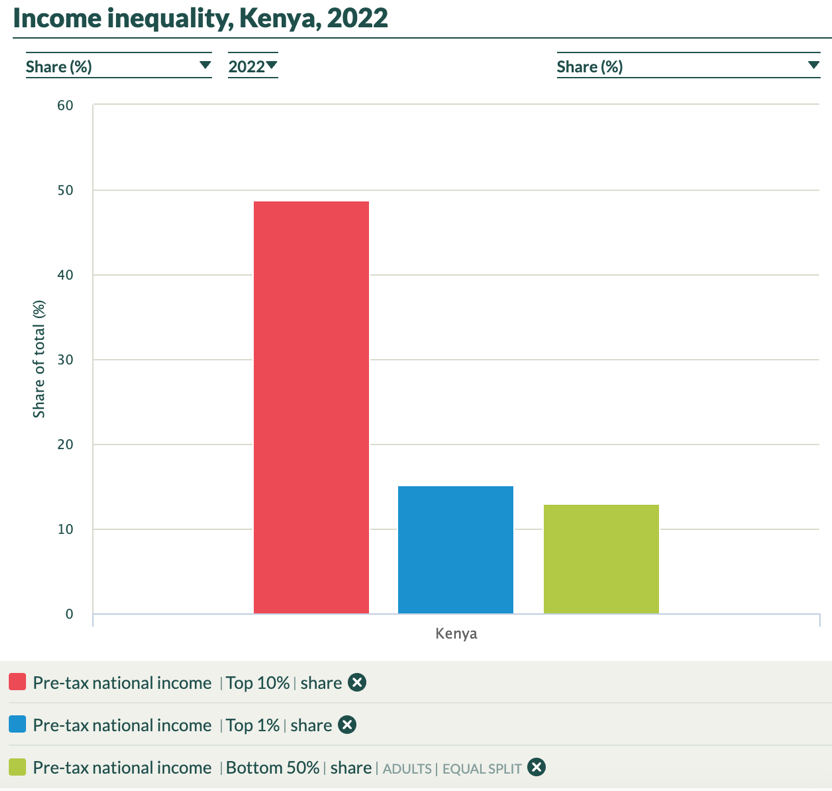 Income inequality, Kenya, 2022
Share (%) 2022 Share (%)
60
50
40
30
20
10
0
Share of total (%)
Kenya
Pre-tax national income | Top 10% | share
Pre-tax national income | Top 1% | share
Pre-tax national income | Bottom 50% | share | ADULTS | EQUAL SPLIT